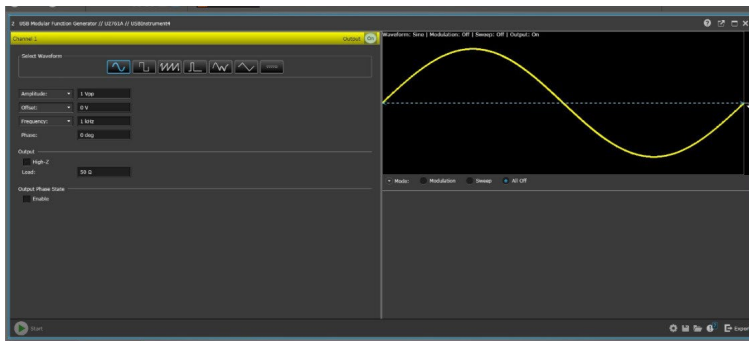 2 USB Modular Function Generator // U2761A // USBInstrument4
Channel 1
Output On
Waveform: Sine | Modulation: Off | Sweep: Off | Output: On
Select Waveform
Amplitude: 1 Vpp
Offset: 0 V
Frequency: 1 kHz
Phase: 0 deg
Output
High-Z
Load: 50 Ω
Output Phase State
Enable
Mode: Modulation Sweep All Off
Start
Export